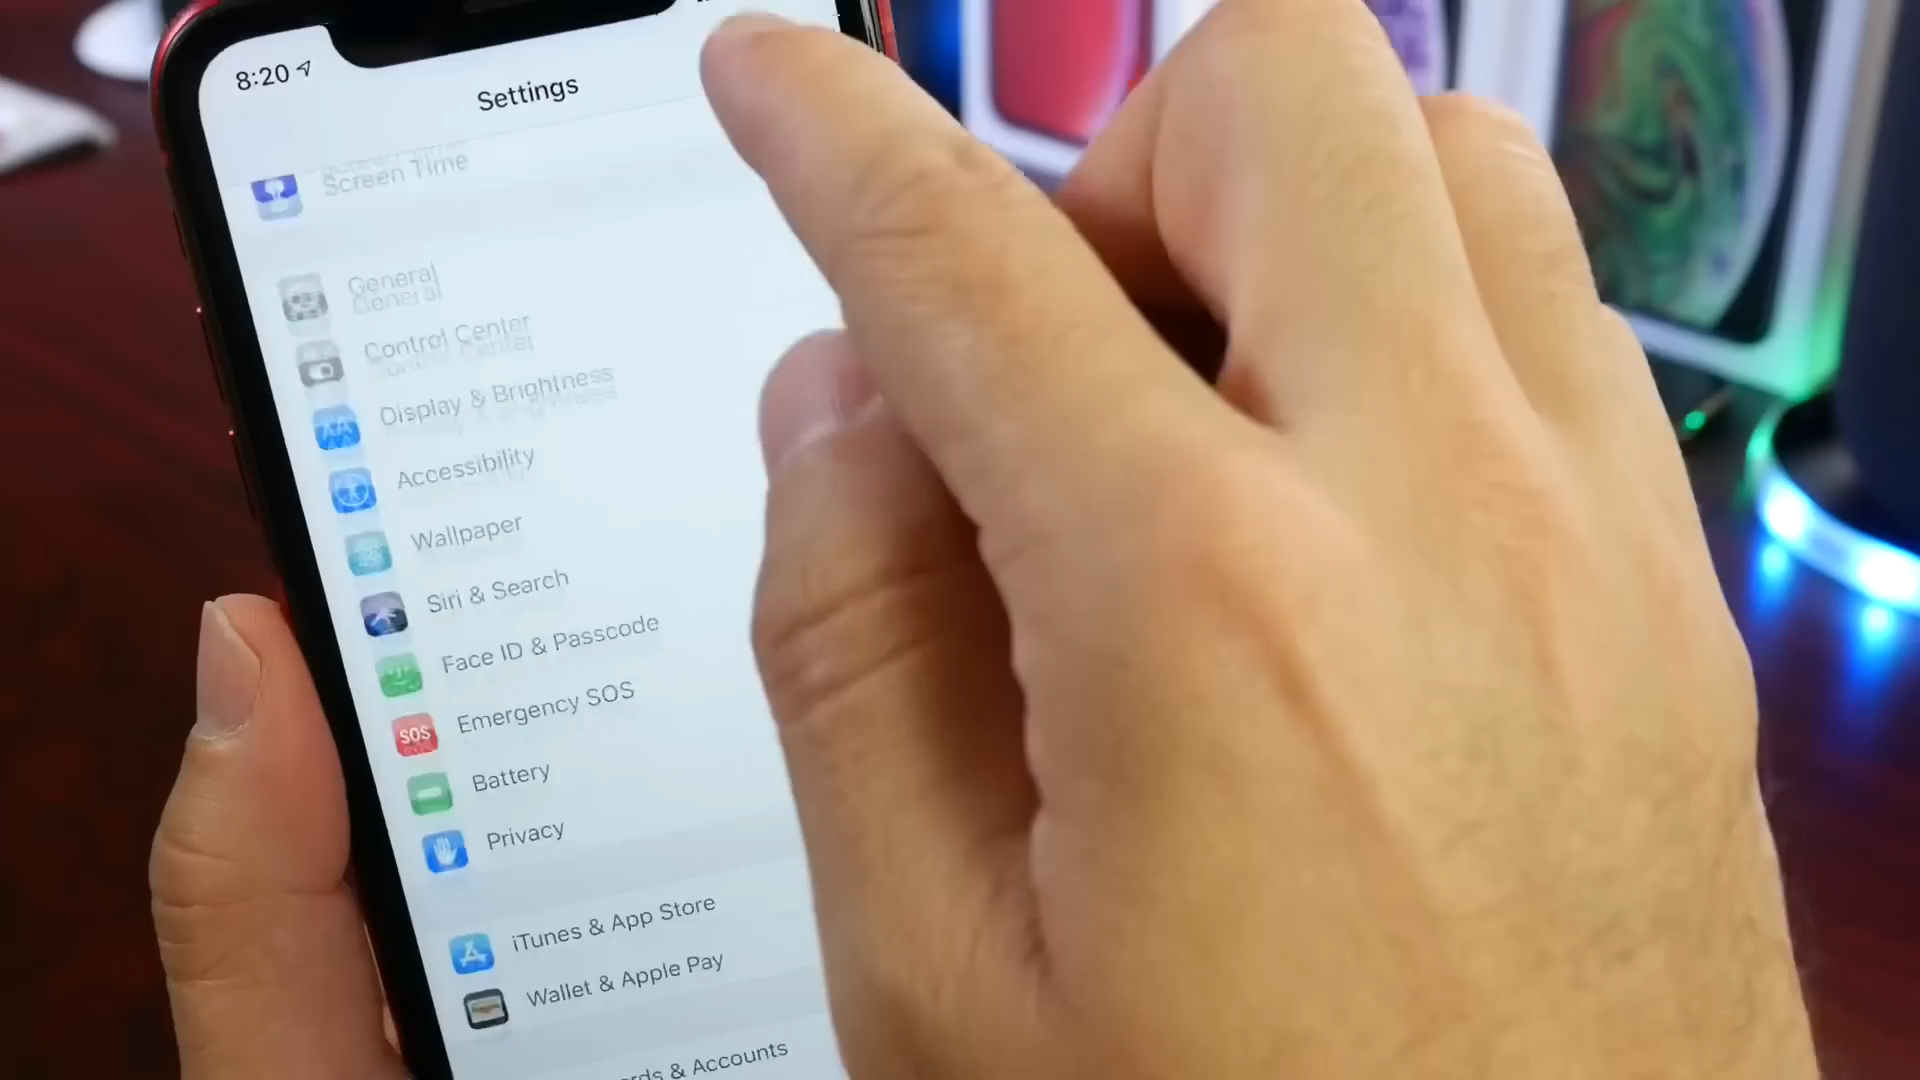 8:20
Settings
Screen Time
General
Control Center
Display & Brightness
Accessibility
Wallpaper
Siri & Search
Face ID & Passcode
SOS
Emergency SOS
Battery
Privacy
iTunes & App Store
Wallet & Apple Pay
& Accounts